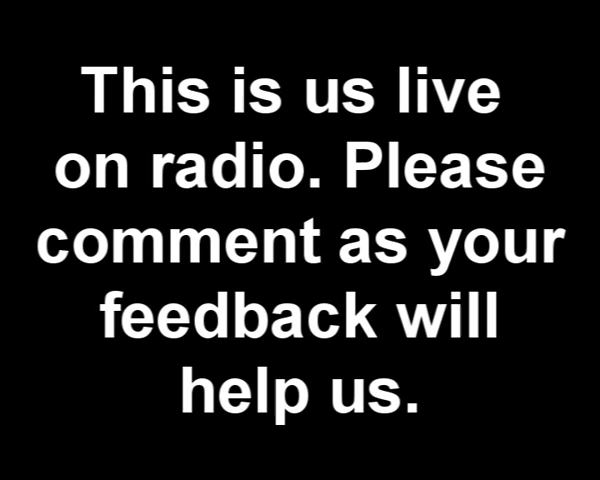 This is us live
on radio. Please
comment as your
feedback will
help us.